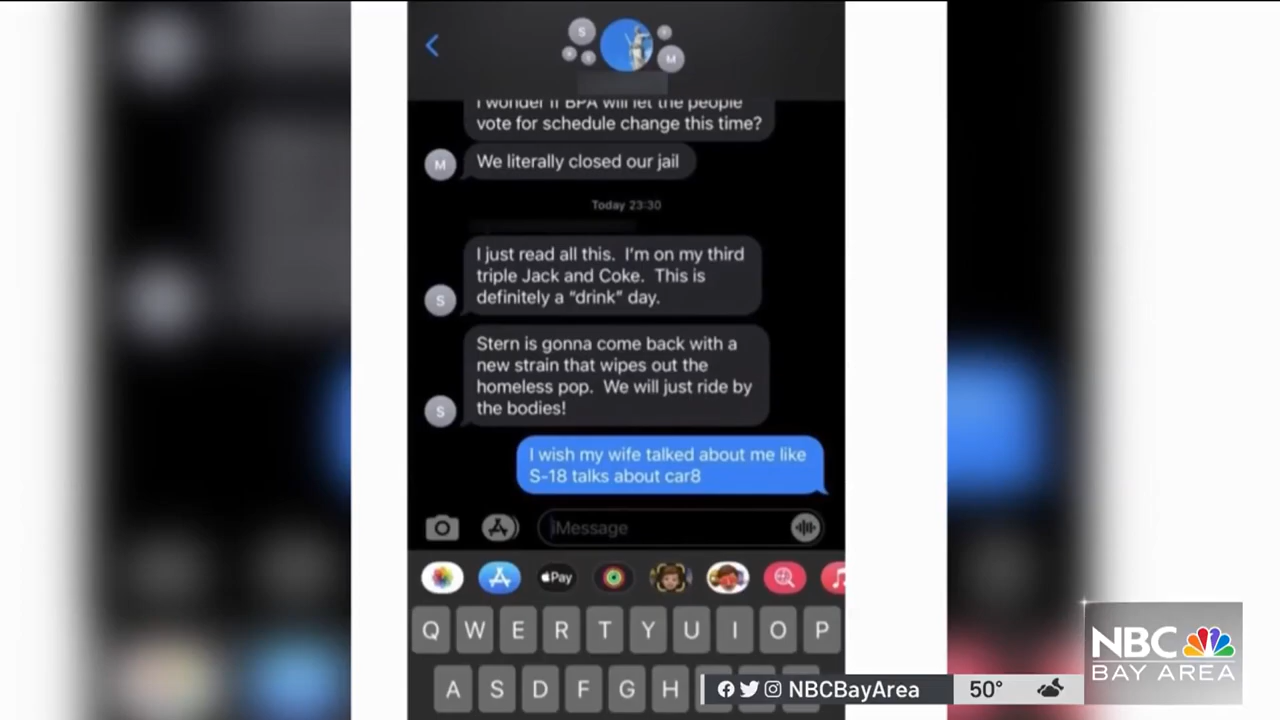 S
M
I wonder if BPA will let the people
vote for schedule change this time?
M
We literally closed our jail
Today 23:30
I just read all this.  I'm on my third
triple Jack and Coke.  This is
definitely a “drink” day.
S
Stern is gonna come back with a
new strain that wipes out the
homeless pop.  We will just ride by
the bodies!
S
I wish my wife talked about me like
S-18 talks about car8
iMessage
Pay
Q W E R T Y U I O P
A S D F G H
NBCBayArea
50°
NBC
BAY AREA